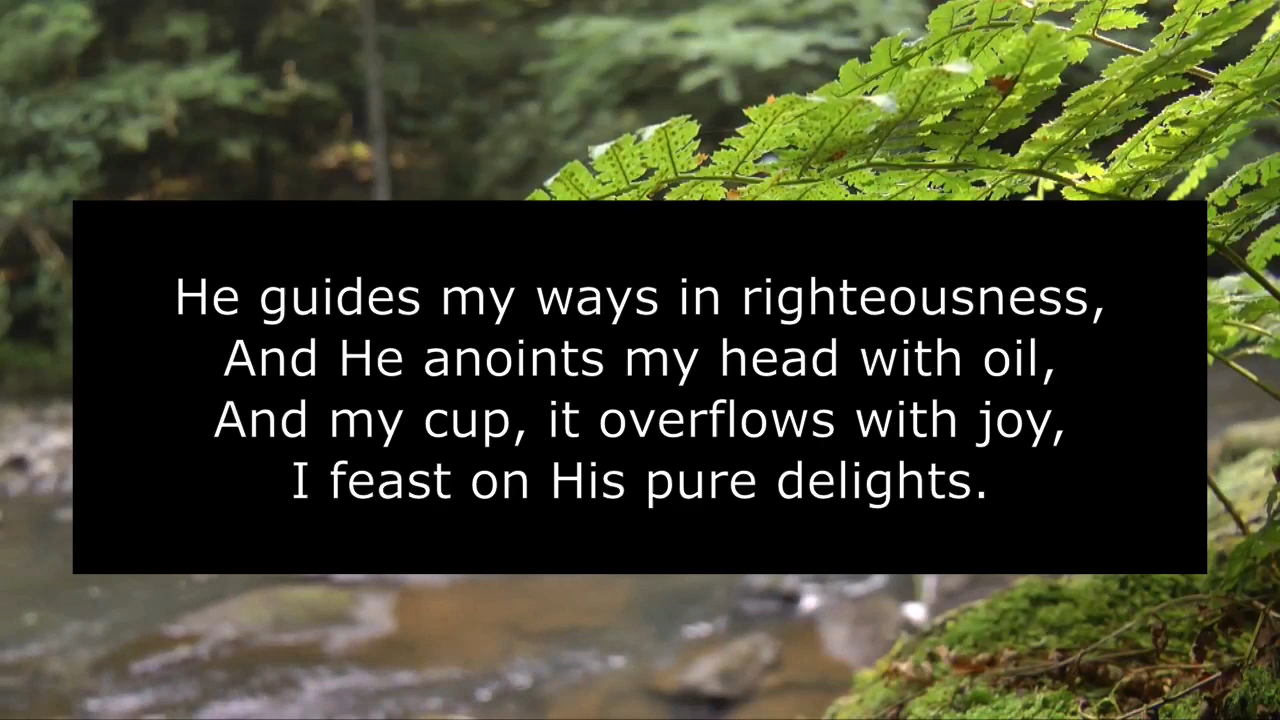 He guides my ways in righteousness,
And He anoints my head with oil,
And my cup, it overflows with joy,
I feast on His pure delights.